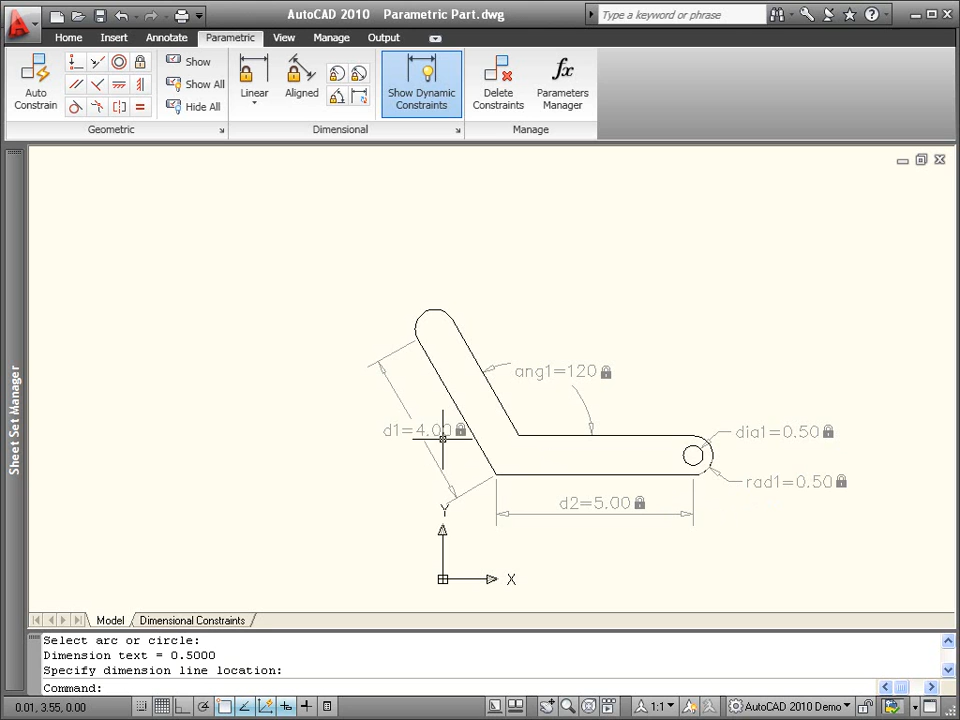 AutoCAD 2010 Parametric Part.dwg
Type a keyword or phrase
Home Insert Annotate Parametric View Manage Output
Auto Constrain
Show
Show All
Hide All
Linear
Aligned
Show Dynamic Constraints
Delete Constraints
fx
Parameters Manager
Geometric
Dimensional
Manage
Sheet Set Manager
ang1=120
d1=4.00
dia1=0.50
rad1=0.50
d2=5.00
Y
X
Model Dimensional Constraints
Select arc or circle:
Dimension text = 0.5000
Specify dimension line location:
Command:
0.01, 3.55, 0.00
1:1
AutoCAD 2010 Demo